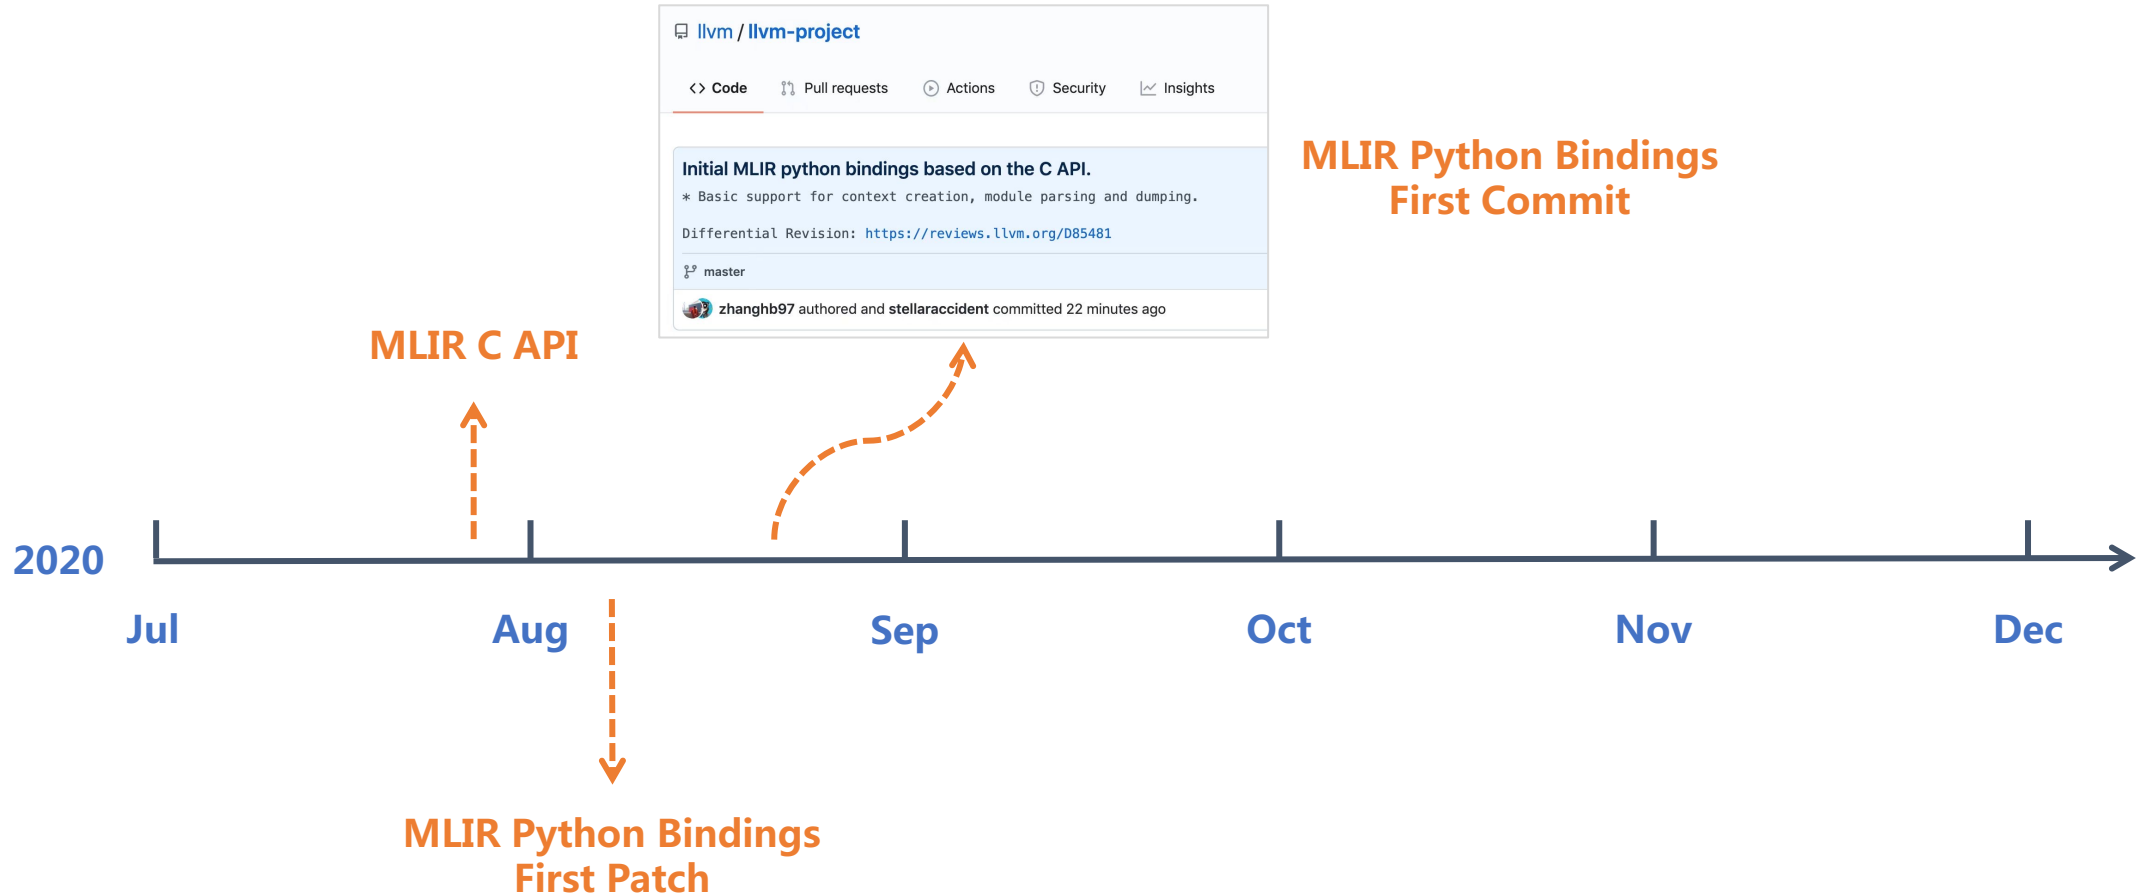 llvm / llvm-project
Code Pull requests Actions Security Insights
Initial MLIR python bindings based on the C API.
* Basic support for context creation, module parsing and dumping.
Differential Revision: https://reviews.llvm.org/D85481
master
zhanghb97 authored and stellaraccident committed 22 minutes ago
MLIR Python Bindings
First Commit
MLIR C API
2020
Jul Aug Sep Oct Nov Dec
MLIR Python Bindings
First Patch